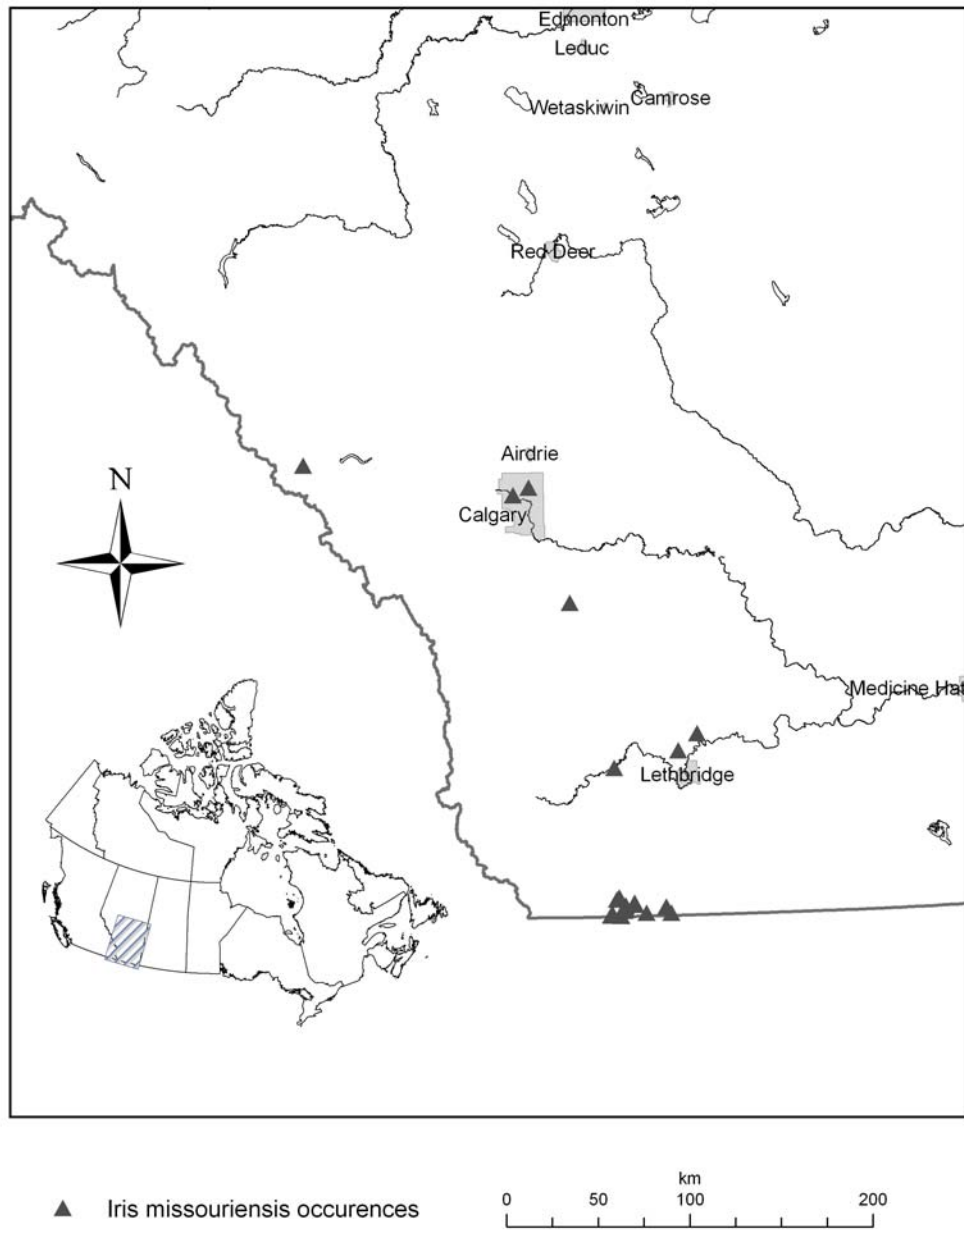 Edmonton
Leduc
Wetaskiwin
Camrose
Red Deer
Airdrie
N
Calgary
Medicine Hat
Lethbridge
km
0 50 100 200
Iris missouriensis occurences